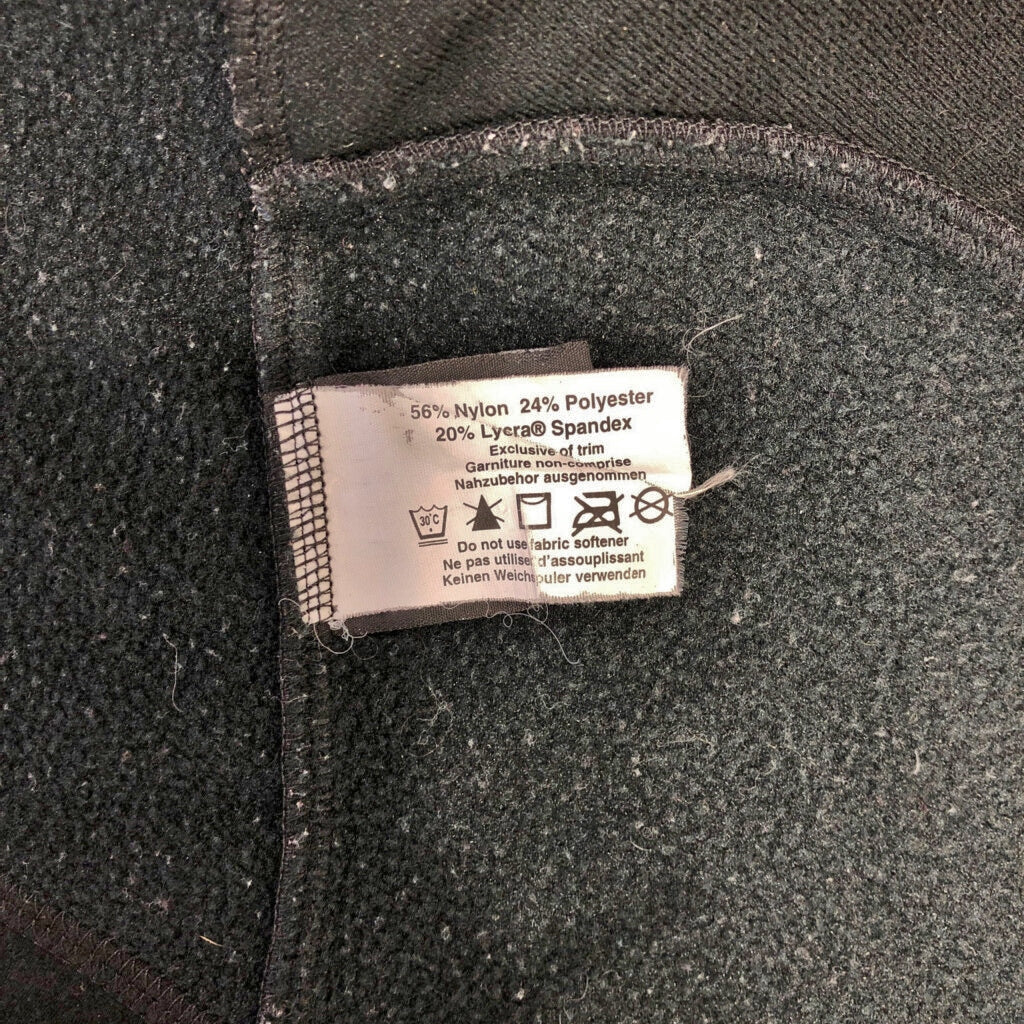 56% Nylon 24% Polyester
20% Lycra® Spandex
Exclusive of trim
Garniture non-comprise
Nahzubehor ausgenommen
30°C
Do not use fabric softener
Ne pas utiliser d'assouplissant
Keinen Weichspuler verwenden